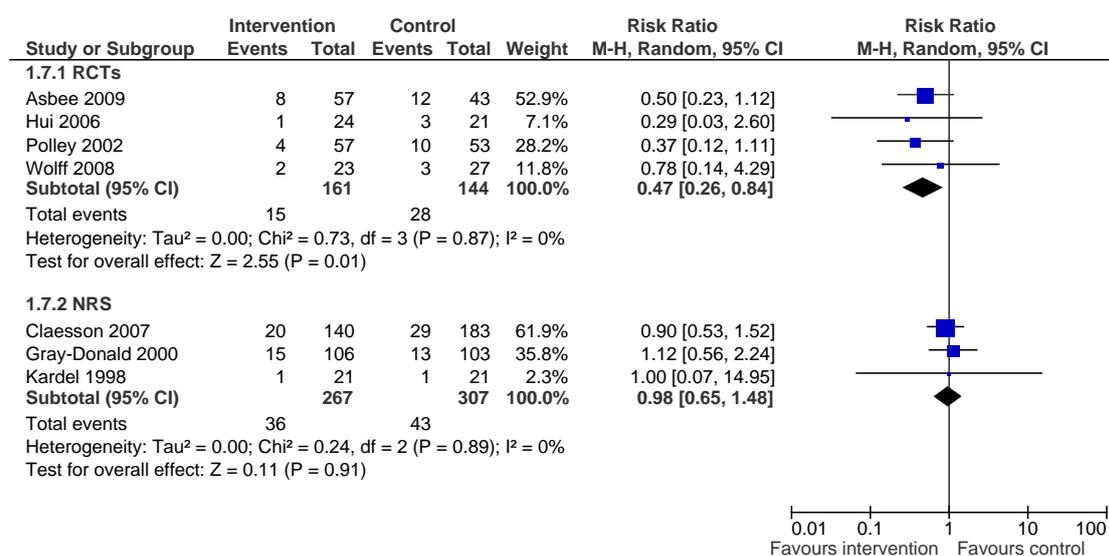 Intervention Control Risk Ratio Risk Ratio
Study or Subgroup Events Total Events Total Weight M-H, Random, 95% CI M-H, Random, 95% CI
1.7.1 RCTs
Asbee 2009 8 57 12 43 52.9% 0.50 [0.23, 1.12]
Hui 2006 1 24 3 21 7.1% 0.29 [0.03, 2.60]
Polley 2002 4 57 10 53 28.2% 0.37 [0.12, 1.11]
Wolff 2008 2 23 3 27 11.8% 0.78 [0.14, 4.29]
Subtotal (95% CI) 161 144 100.0% 0.47 [0.26, 0.84]
Total events 15 28
Heterogeneity: Tau² = 0.00; Chi² = 0.73, df = 3 (P = 0.87); I² = 0%
Test for overall effect: Z = 2.55 (P = 0.01)
1.7.2 NRS
Claesson 2007 20 140 29 183 61.9% 0.90 [0.53, 1.52]
Gray-Donald 2000 15 106 13 103 35.8% 1.12 [0.56, 2.24]
Kardel 1998 1 21 1 21 2.3% 1.00 [0.07, 14.95]
Subtotal (95% CI) 267 307 100.0% 0.98 [0.65, 1.48]
Total events 36 43
Heterogeneity: Tau² = 0.00; Chi² = 0.24, df = 2 (P = 0.89); I² = 0%
Test for overall effect: Z = 0.11 (P = 0.91)
0.01 0.1 1 10 100
Favours intervention Favours control